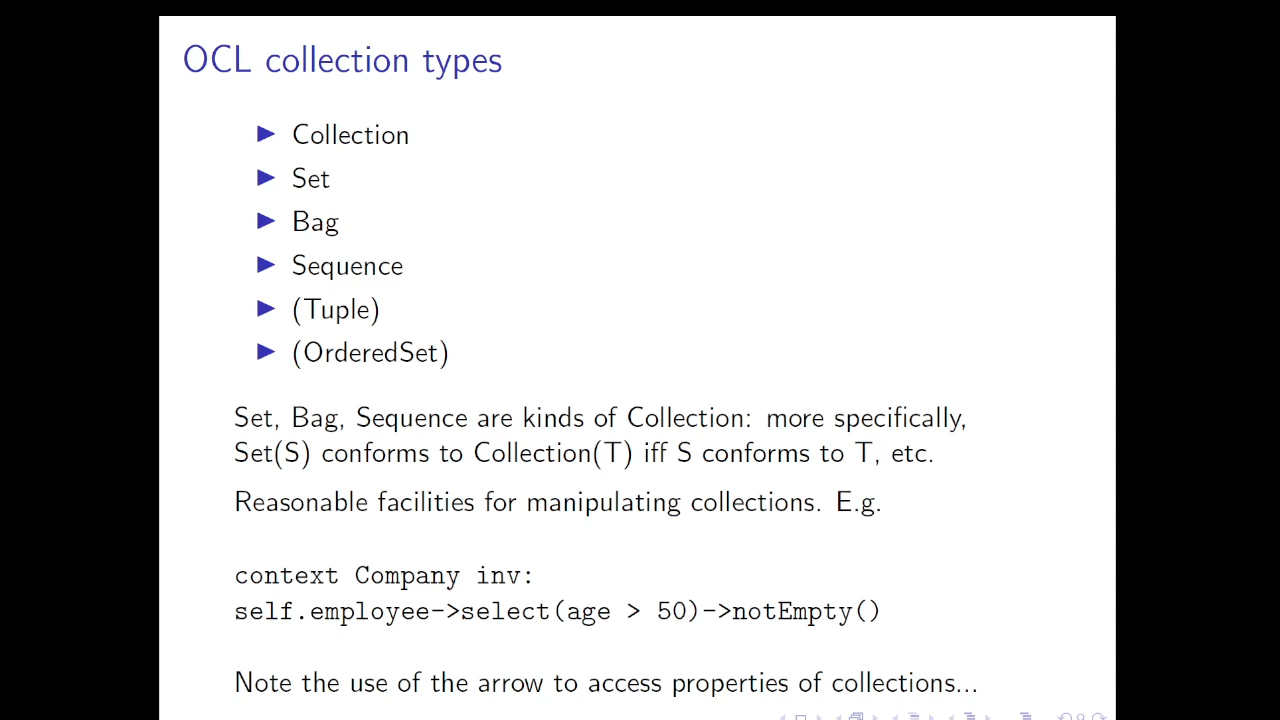 OCL collection types
Collection
Set
Bag
Sequence
(Tuple)
(OrderedSet)
Set, Bag, Sequence are kinds of Collection: more specifically,
Set(S) conforms to Collection(T) iff S conforms to T, etc.
Reasonable facilities for manipulating collections. E.g.
context Company inv:
self.employee->select(age > 50)->notEmpty()
Note the use of the arrow to access properties of collections...